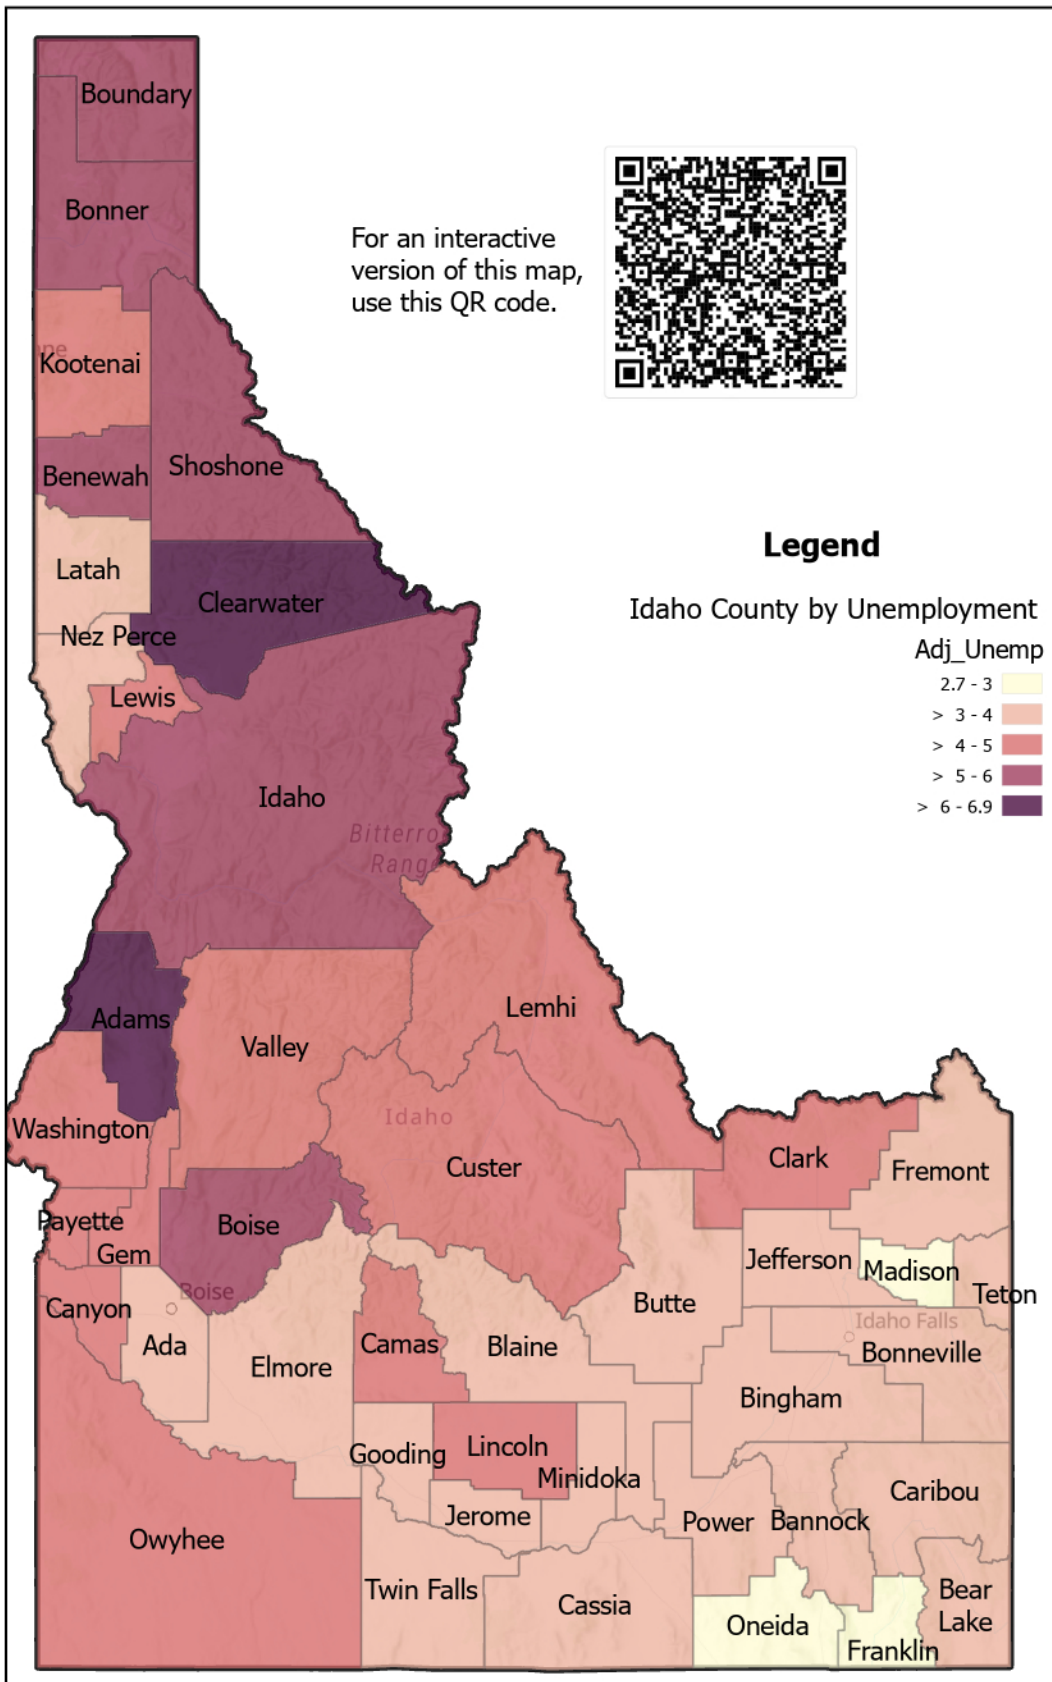 Boundary
Bonner
For an interactive
version of this map,
use this QR code.
Kootenai
Benewah
Shoshone
Latah
Legend
Clearwater
Idaho County by Unemployment
Nez Perce
Adj_Unemp
2.7 - 3
> 3 - 4
> 4 - 5
> 5 - 6
> 6 - 6.9
Lewis
Idaho
Bitterro
Range
Lemhi
Adams
Valley
Idaho
Washington
Custer
Clark
Fremont
Payette
Boise
Gem
Jefferson
Madison
Teton
Boise
Canyon
Butte
Idaho Falls
Ada
Camas
Blaine
Bonneville
Elmore
Bingham
Gooding
Lincoln
Minidoka
Caribou
Jerome
Power
Bannock
Owyhee
Twin Falls
Cassia
Bear
Lake
Oneida
Franklin